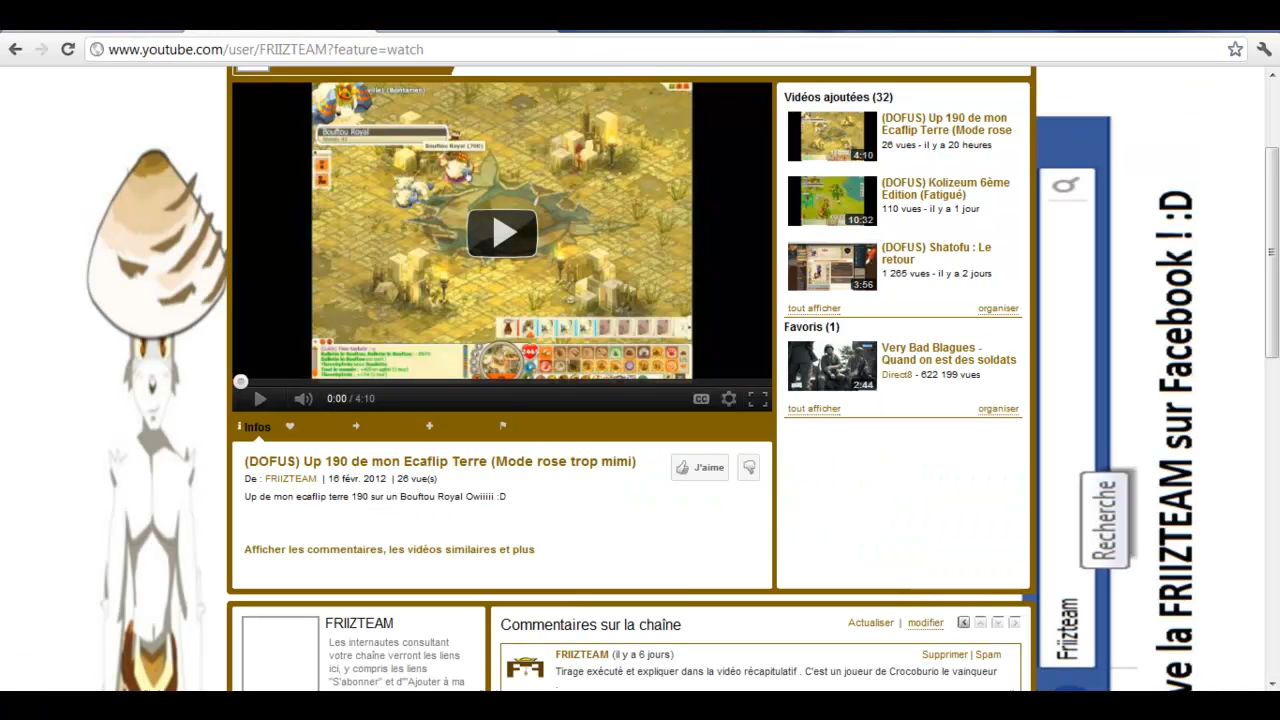 www.youtube.com/user/FRIIZTEAM?feature=watch
Bouftou Royal
Bouftou Royal (700)
Vidéos ajoutées (32)
4:10
(DOFUS) Up 190 de mon
Ecaflip Terre (Mode rose
26 vues - il y a 20 heures
10:32
(DOFUS) Kolizeum 6ème
Edition (Fatigué)
110 vues - il y a 1 jour
3:56
(DOFUS) Shatofu : Le
retour
1 265 vues - il y a 2 jours
tout afficher
organiser
Favoris (1)
2:44
Very Bad Blagues -
Quand on est des soldats
Direct8 - 622 199 vues
tout afficher
organiser
0:00 / 4:10
CC
Infos
(DOFUS) Up 190 de mon Ecaflip Terre (Mode rose trop mimi)
De : FRIIZTEAM | 16 févr. 2012 | 26 vue(s)
Up de mon ecaflip terre 190 sur un Bouftou Royal Owiiiii :D
J'aime
Afficher les commentaires, les vidéos similaires et plus
FRIIZTEAM
Les internautes consultant
votre chaîne verront les liens
ici, y compris les liens
"S'abonner" et d'"Ajouter à ma
Commentaires sur la chaîne
Actualiser | modifier
FRIIZTEAM (il y a 6 jours)
Supprimer | Spam
Tirage exécuté et expliquer dans la vidéo récapitulatif . C'est un joueur de Crocoburio le vainqueur
.
Friizteam
Recherche
ve la FRIIZTEAM sur Facebook ! :D